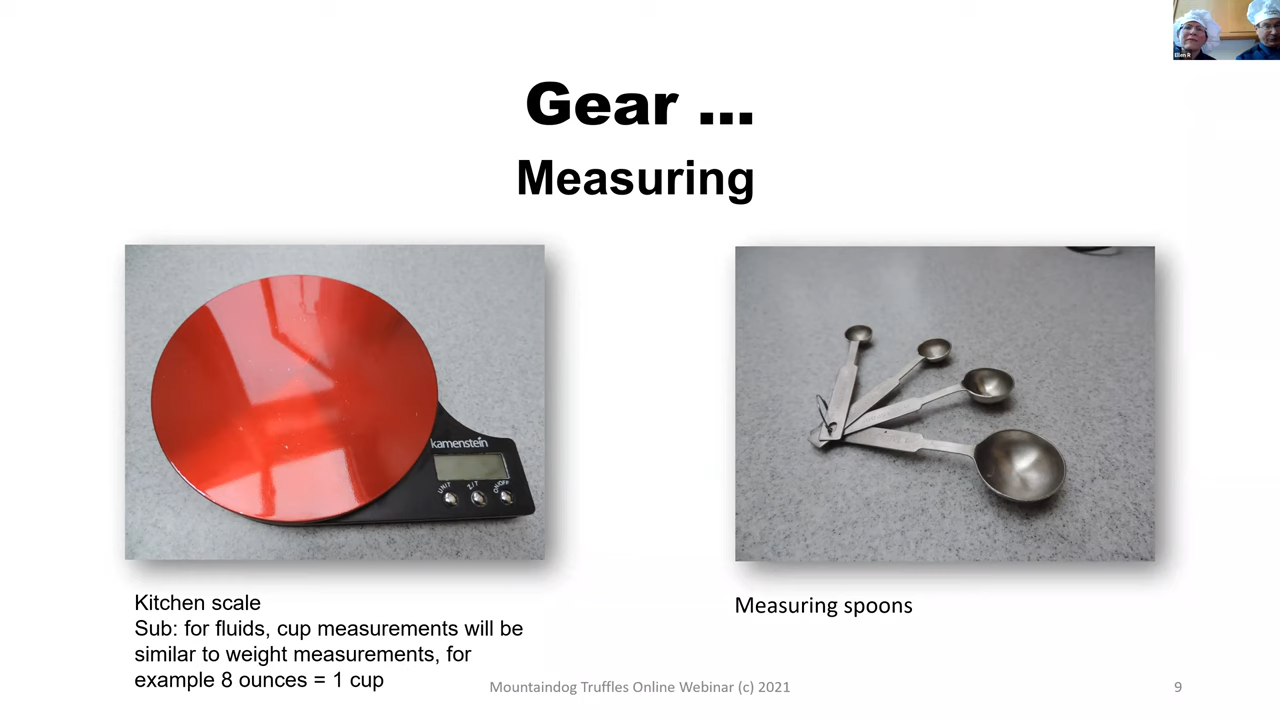 Ellen R
Gear ...
Measuring
kamenstein
UNIT
Z/T
ON/OFF
Kitchen scale
Sub: for fluids, cup measurements will be
similar to weight measurements, for
example 8 ounces = 1 cup
Measuring spoons
Mountaindog Truffles Online Webinar (c) 2021
9